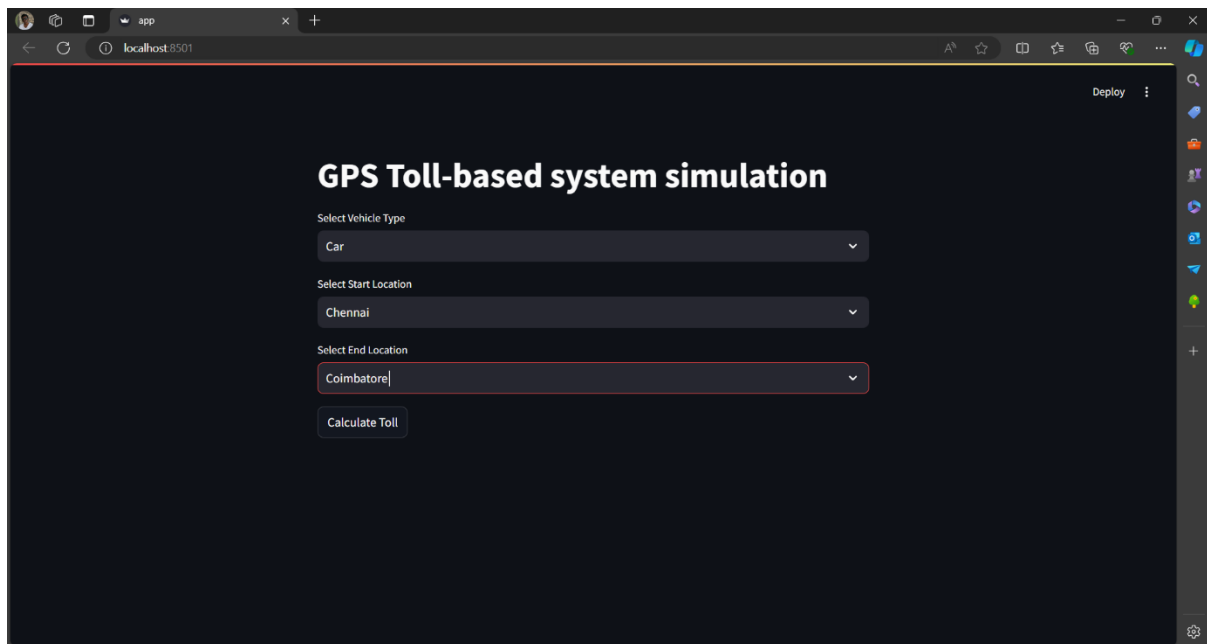 app
localhost:8501
Deploy
GPS Toll-based system simulation
Select Vehicle Type
Car
Select Start Location
Chennai
Select End Location
Coimbatore
Calculate Toll